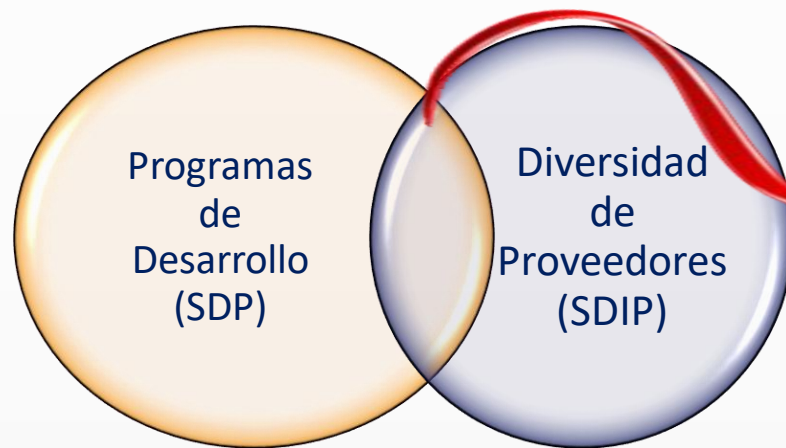 Programas
de
Desarrollo
(SDP)
Diversidad
de
Proveedores
(SDIP)